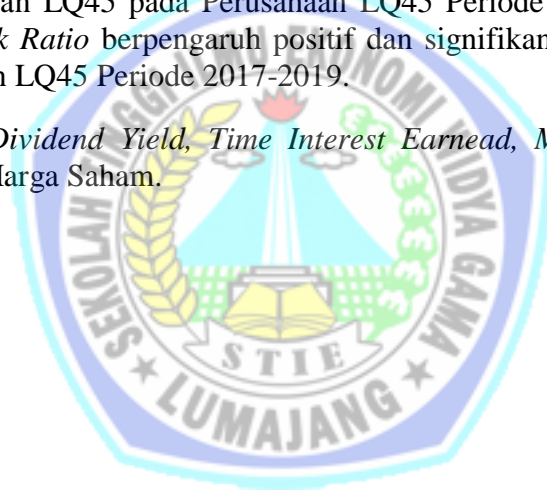 an LQ45 pada Perusahaan LQ45 Periode
k Ratio berpengaruh positif dan signifikan
n LQ45 Periode 2017-2019.
Dividend Yield, Time Interest Earnead, M
Harga Saham.
SEKOLAH TINGGI ILMU EKONOMI WIDYA GAMA
STIE
LUMAJANG